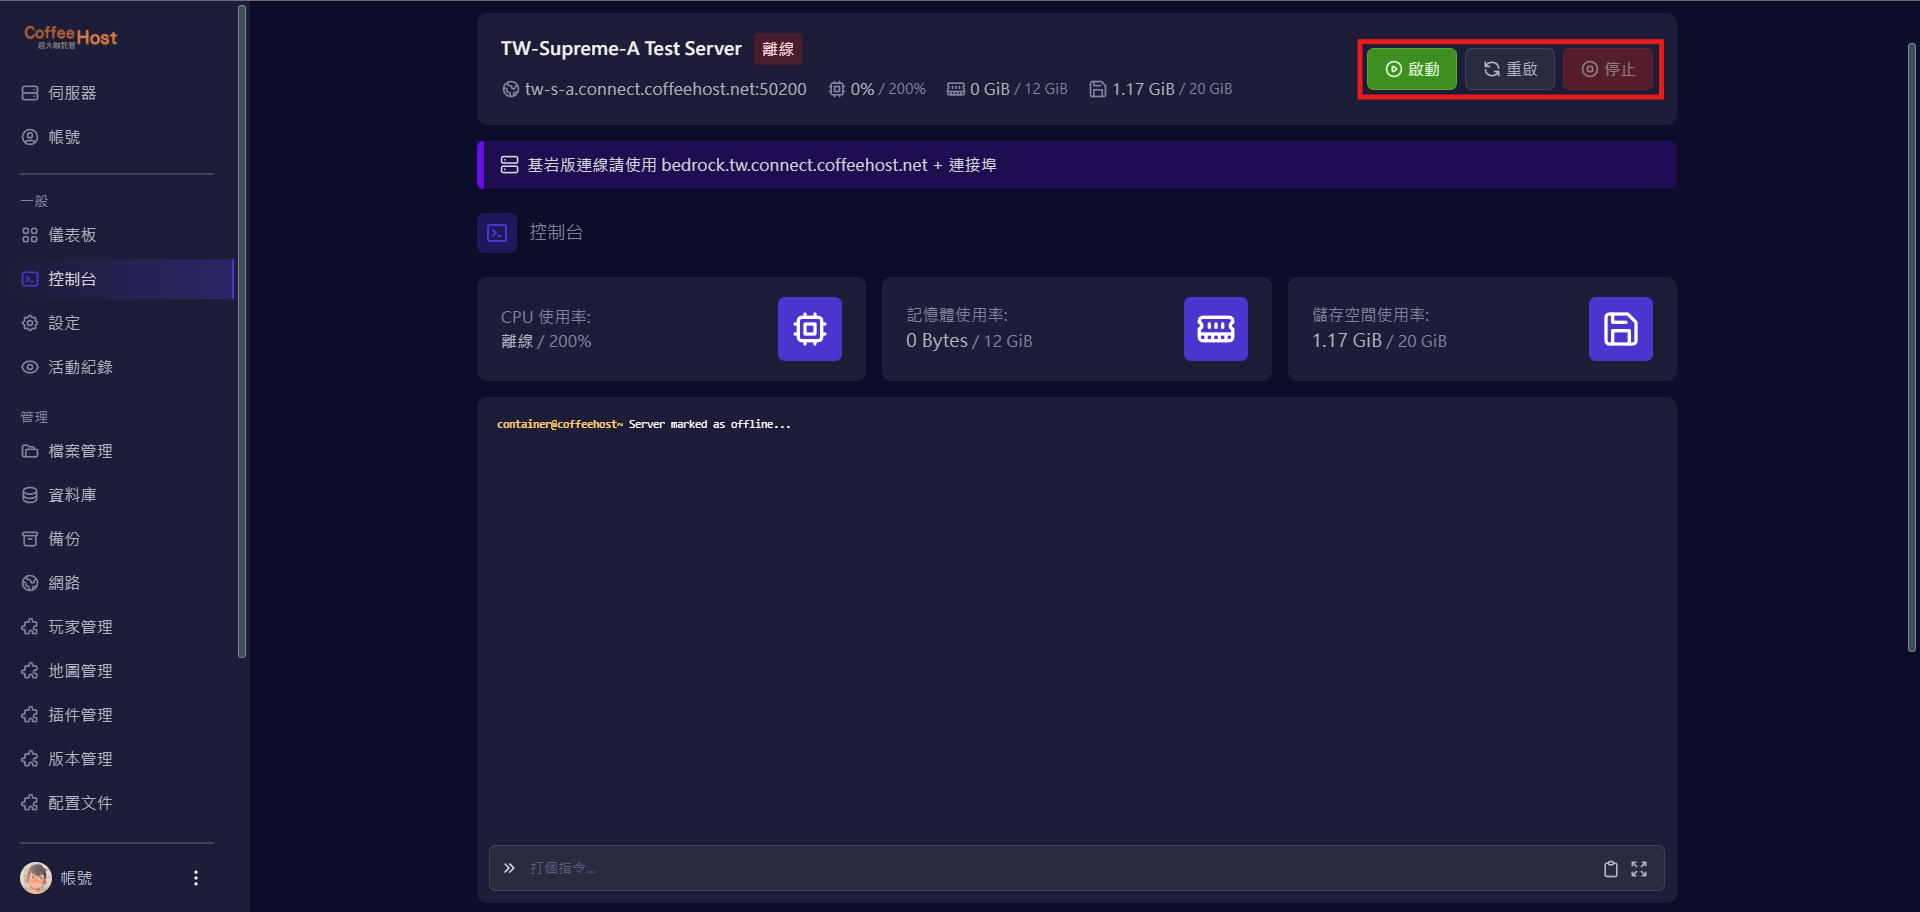 CoffeeHost
超大咖託管
伺服器
帳號
一般
儀表板
控制台
設定
活動紀錄
管理
檔案管理
資料庫
備份
網路
玩家管理
地圖管理
插件管理
版本管理
配置文件
帳號
TW-Supreme-A Test Server 離線
tw-s-a.connect.coffeehost.net:50200 0% / 200% 0 GiB / 12 GiB 1.17 GiB / 20 GiB
啟動 重啟 停止
基岩版連線請使用 bedrock.tw.connect.coffeehost.net + 連接埠
控制台
CPU 使用率:
離線 / 200%
記憶體使用率:
0 Bytes / 12 GiB
儲存空間使用率:
1.17 GiB / 20 GiB
container@coffeehost~ Server marked as offline...
打個指令...